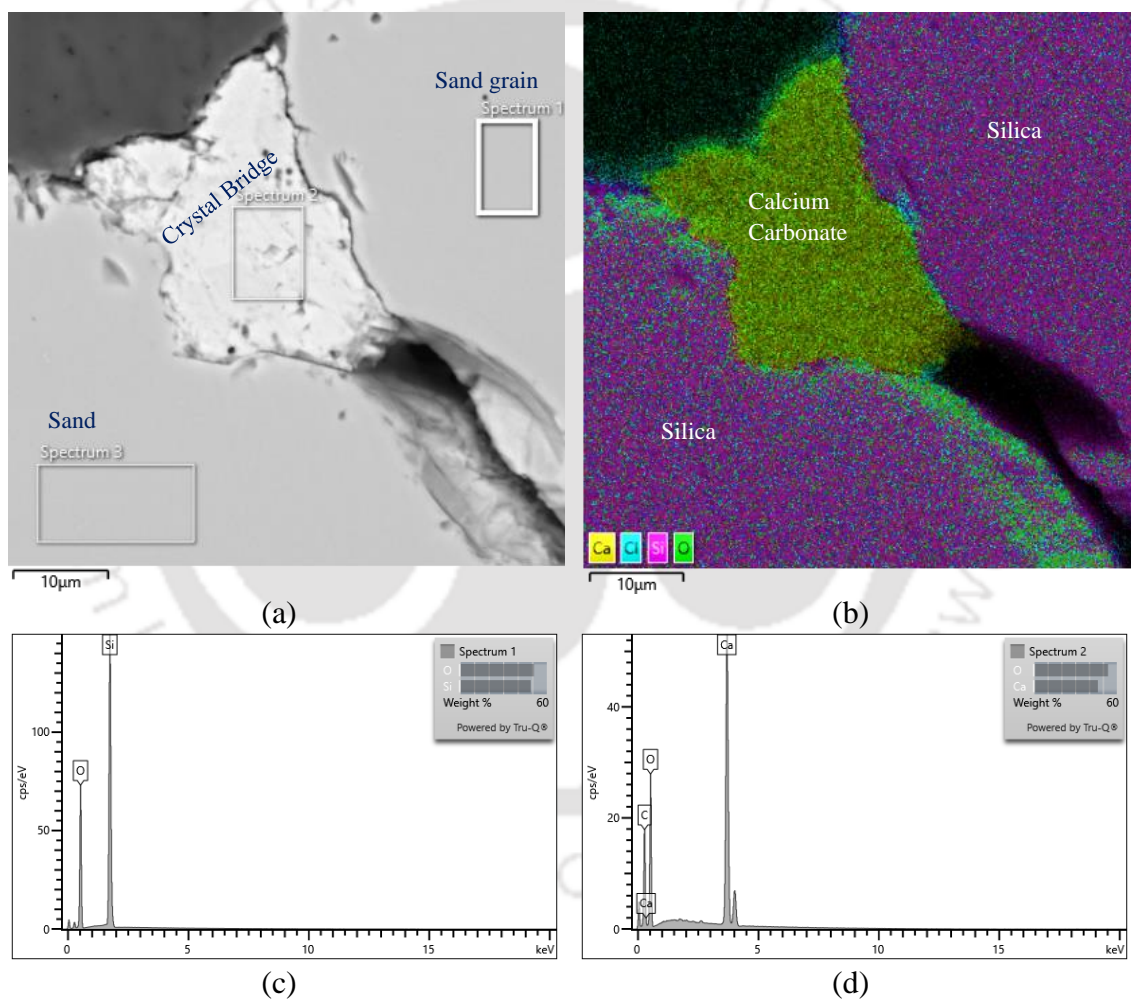 Sand grain
Spectrum 1
Crystal Bridge
Spectrum 2
Sand
Spectrum 3
10µm
(a)
Silica
Calcium
Carbonate
Silica
Ca Cl Si O
10µm
(b)
Si
Spectrum 1
O
Si
Weight % 60
Powered by Tru-Q®
O
cps/eV
100
50
0
0 5 10 15 keV
(c)
Ca
Spectrum 2
O
Ca
Weight % 60
Powered by Tru-Q®
O
C
Ca
cps/eV
40
20
0
0 5 10 15 keV
(d)